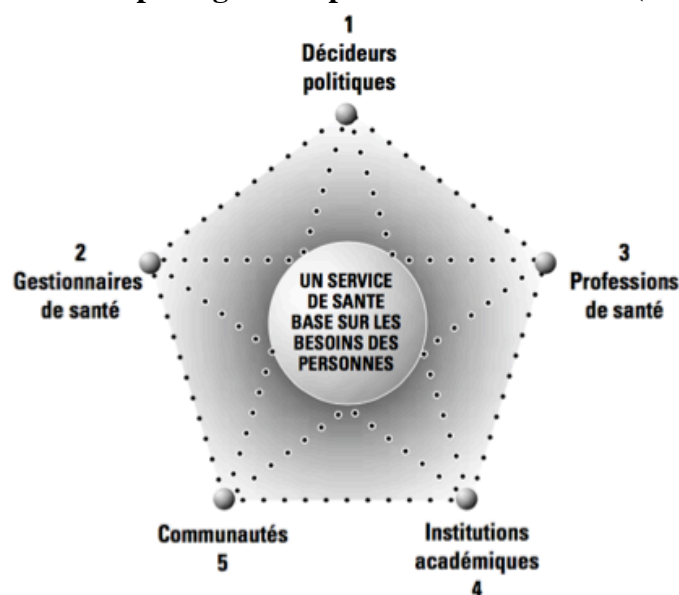 1
Décideurs
politiques
2
Gestionnaires
de santé
3
Professions
de santé
UN SERVICE
DE SANTE
BASE SUR LES
BESOINS DES
PERSONNES
Communautés
5
Institutions
académiques
4